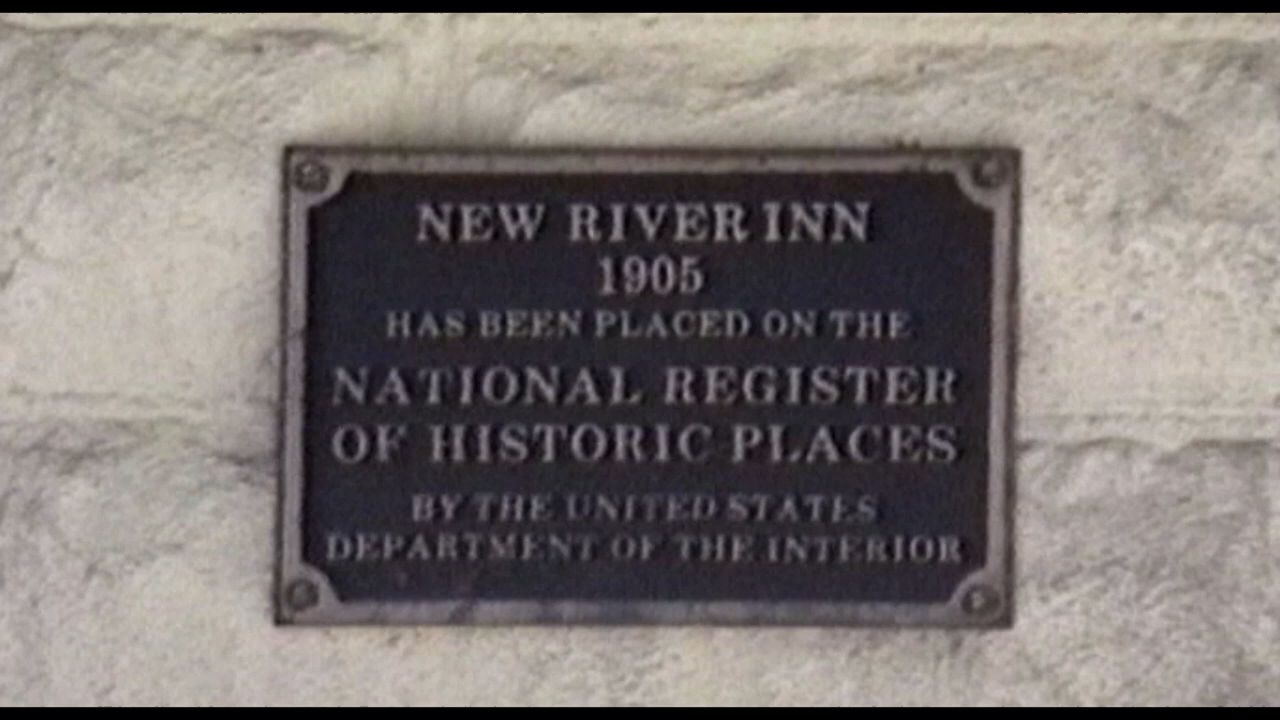 NEW RIVER INN
1905
HAS BEEN PLACED ON THE
NATIONAL REGISTER
OF HISTORIC PLACES
BY THE UNITED STATES
DEPARTMENT OF THE INTERIOR